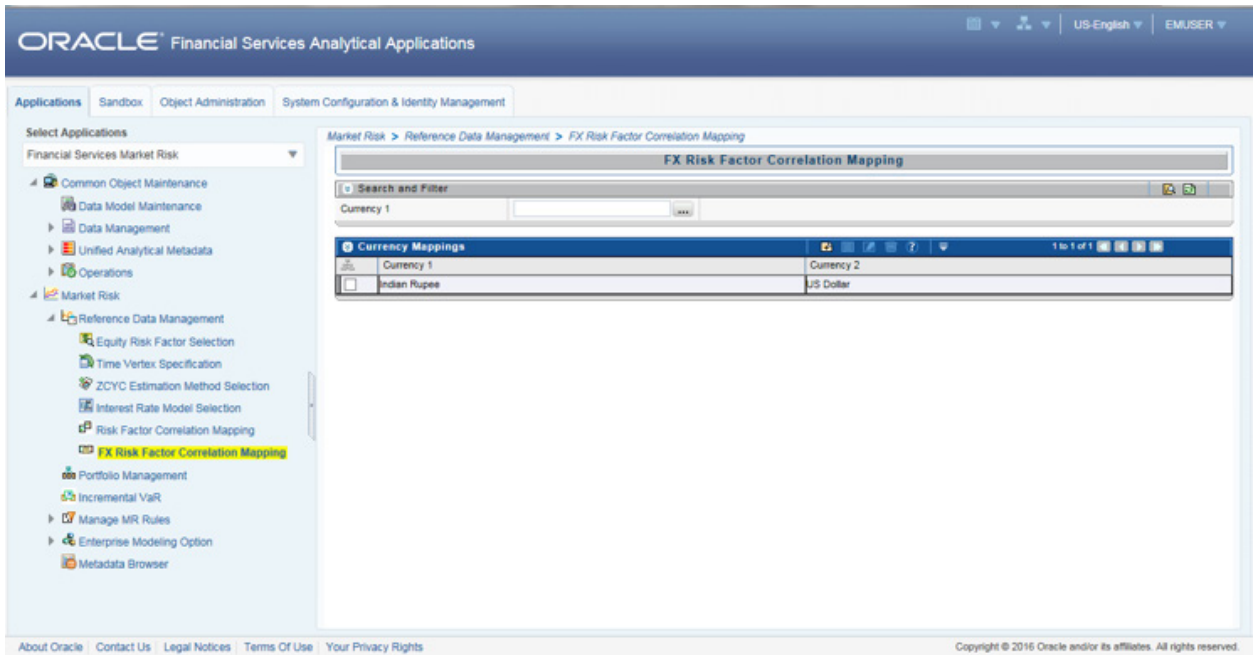 ORACLE® Financial Services Analytical Applications
US-English
EMUSER
Applications Sandbox Object Administration System Configuration & Identity Management
Select Applications
Financial Services Market Risk
Common Object Maintenance
Data Model Maintenance
Data Management
Unified Analytical Metadata
Operations
Market Risk
Reference Data Management
Equity Risk Factor Selection
Time Vertex Specification
ZCYC Estimation Method Selection
Interest Rate Model Selection
Risk Factor Correlation Mapping
FX Risk Factor Correlation Mapping
Portfolio Management
Incremental VaR
Manage MR Rules
Enterprise Modeling Option
Metadata Browser
Market Risk > Reference Data Management > FX Risk Factor Correlation Mapping
FX Risk Factor Correlation Mapping
Search and Filter
Currency 1
...
Currency Mappings
1 to 1 of 1
Currency 1 Currency 2
Indian Rupee US Dollar
About Oracle Contact Us Legal Notices Terms Of Use Your Privacy Rights
Copyright © 2016 Oracle and/or its affiliates. All rights reserved.